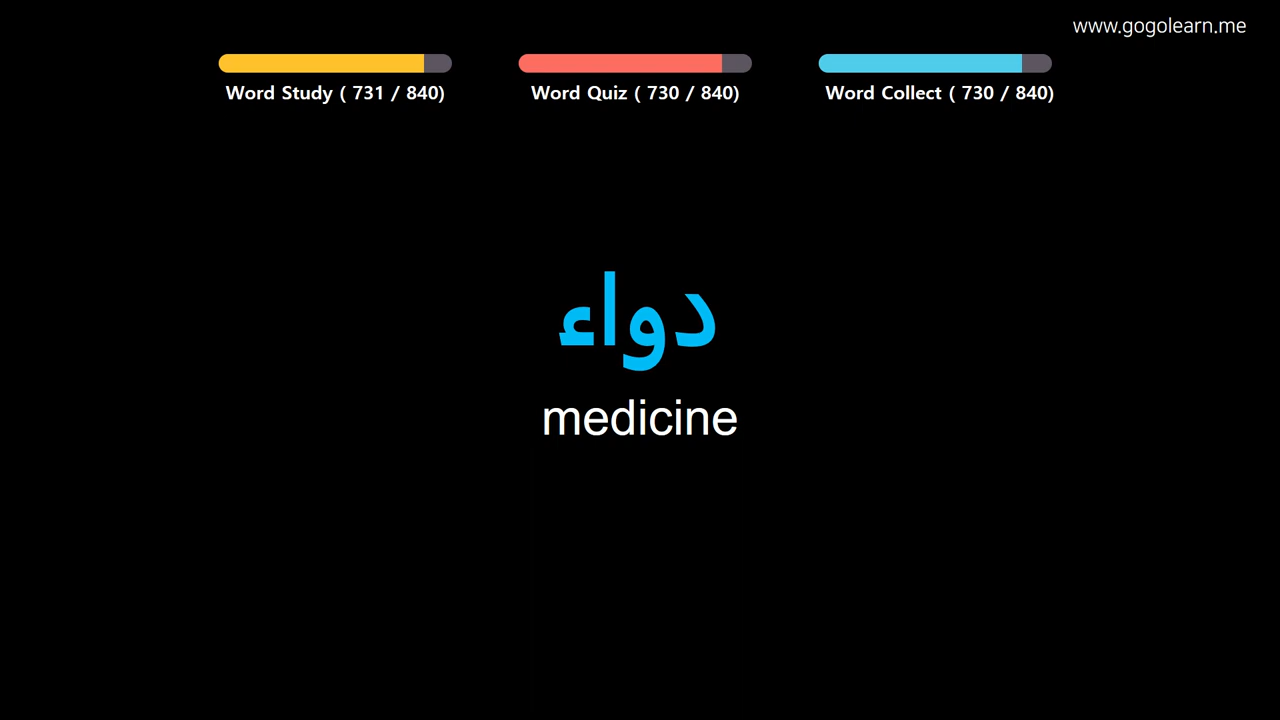 www.gogolearn.me
Word Study ( 731 / 840)
Word Quiz ( 730 / 840)
Word Collect ( 730 / 840)
دواء
medicine